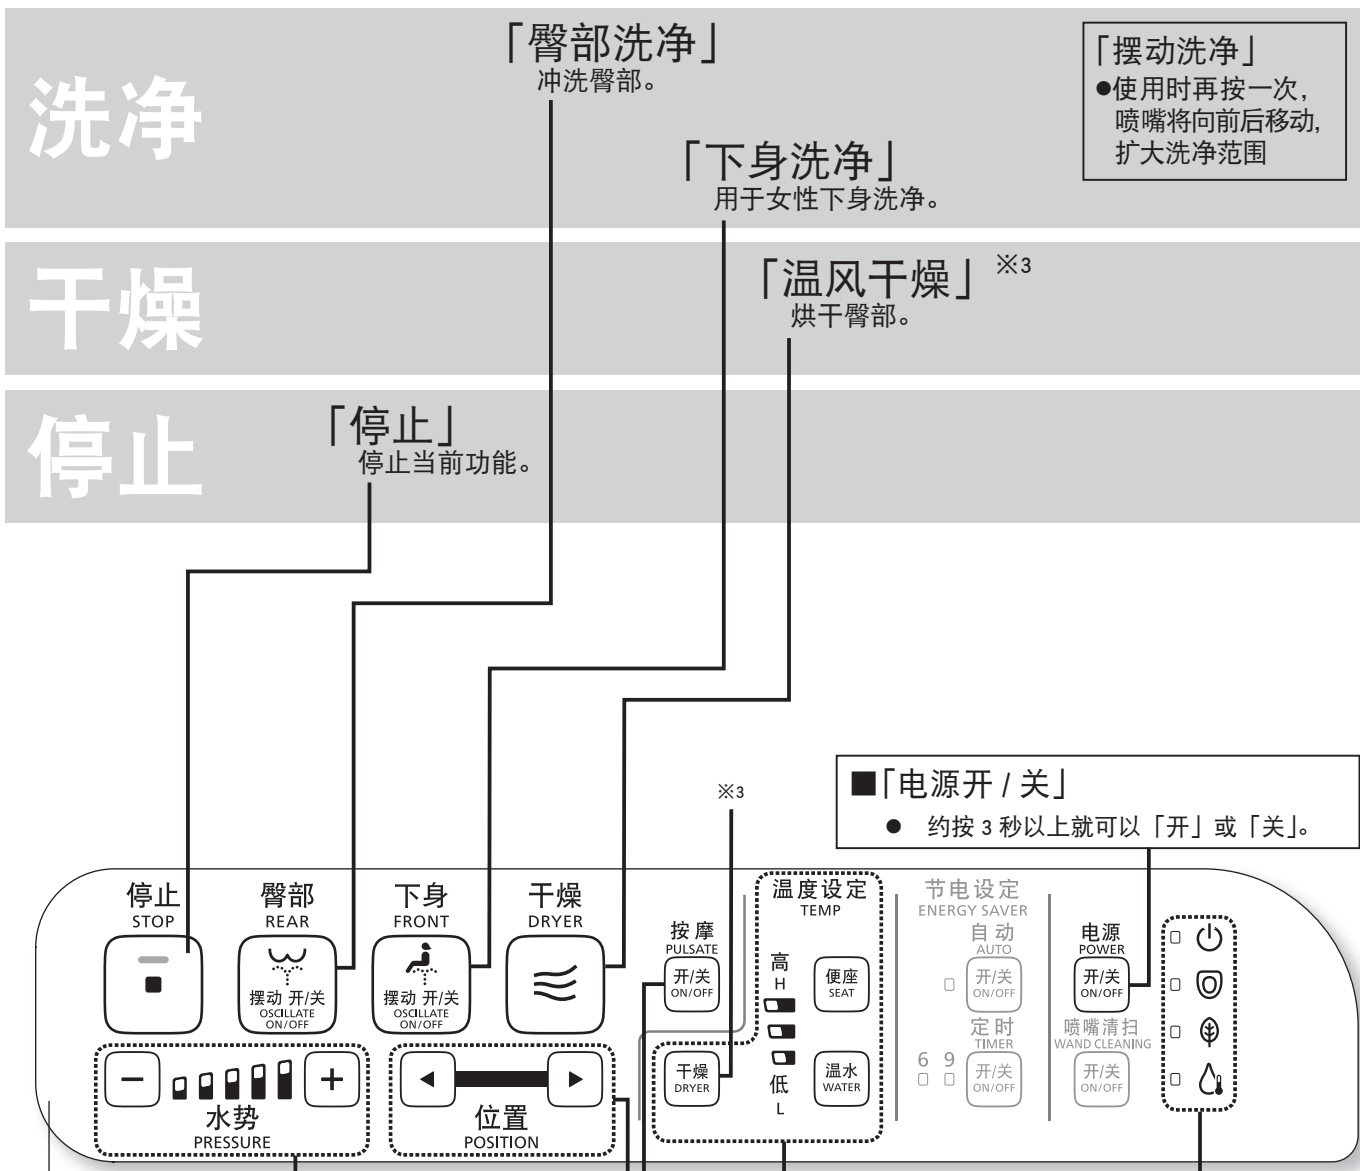 洗净
「臀部洗净」
冲洗臀部。
「摆动洗净」
●使用时再按一次，
喷嘴将向前后移动，
扩大洗净范围
「下身洗净」
用于女性下身洗净。
干燥
「温风干燥」※3
烘干臀部。
停止
「停止」
停止当前功能。
※3
■「电源开 / 关」
● 约按 3 秒以上就可以「开」或「关」。
停止
STOP
臀部
REAR
摆动 开/关
OSCILLATE
ON/OFF
下身
FRONT
摆动 开/关
OSCILLATE
ON/OFF
干燥
DRYER
按摩
PULSATE
开/关
ON/OFF
温度设定
TEMP
高
H
低
L
便座
SEAT
干燥
DRYER
温水
WATER
节电设定
ENERGY SAVER
自动
AUTO
开/关
ON/OFF
定时
TIMER
6 9
开/关
ON/OFF
电源
POWER
开/关
ON/OFF
喷嘴清扫
WAND CLEANING
开/关
ON/OFF
− +
水势
PRESSURE
位置
POSITION